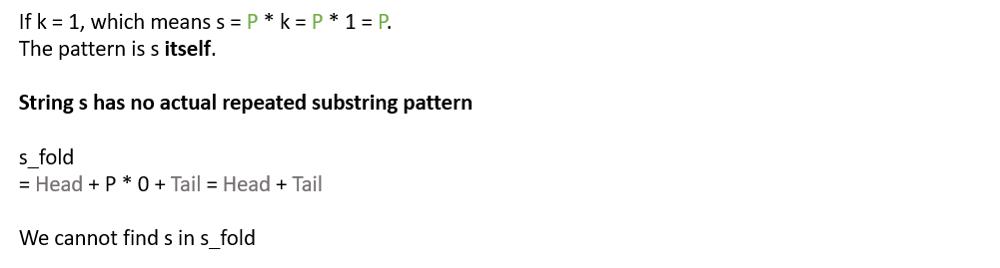 If k = 1, which means s = P * k = P * 1 = P.
The pattern is s itself.
String s has no actual repeated substring pattern
s_fold
= Head + P * 0 + Tail = Head + Tail
We cannot find s in s_fold